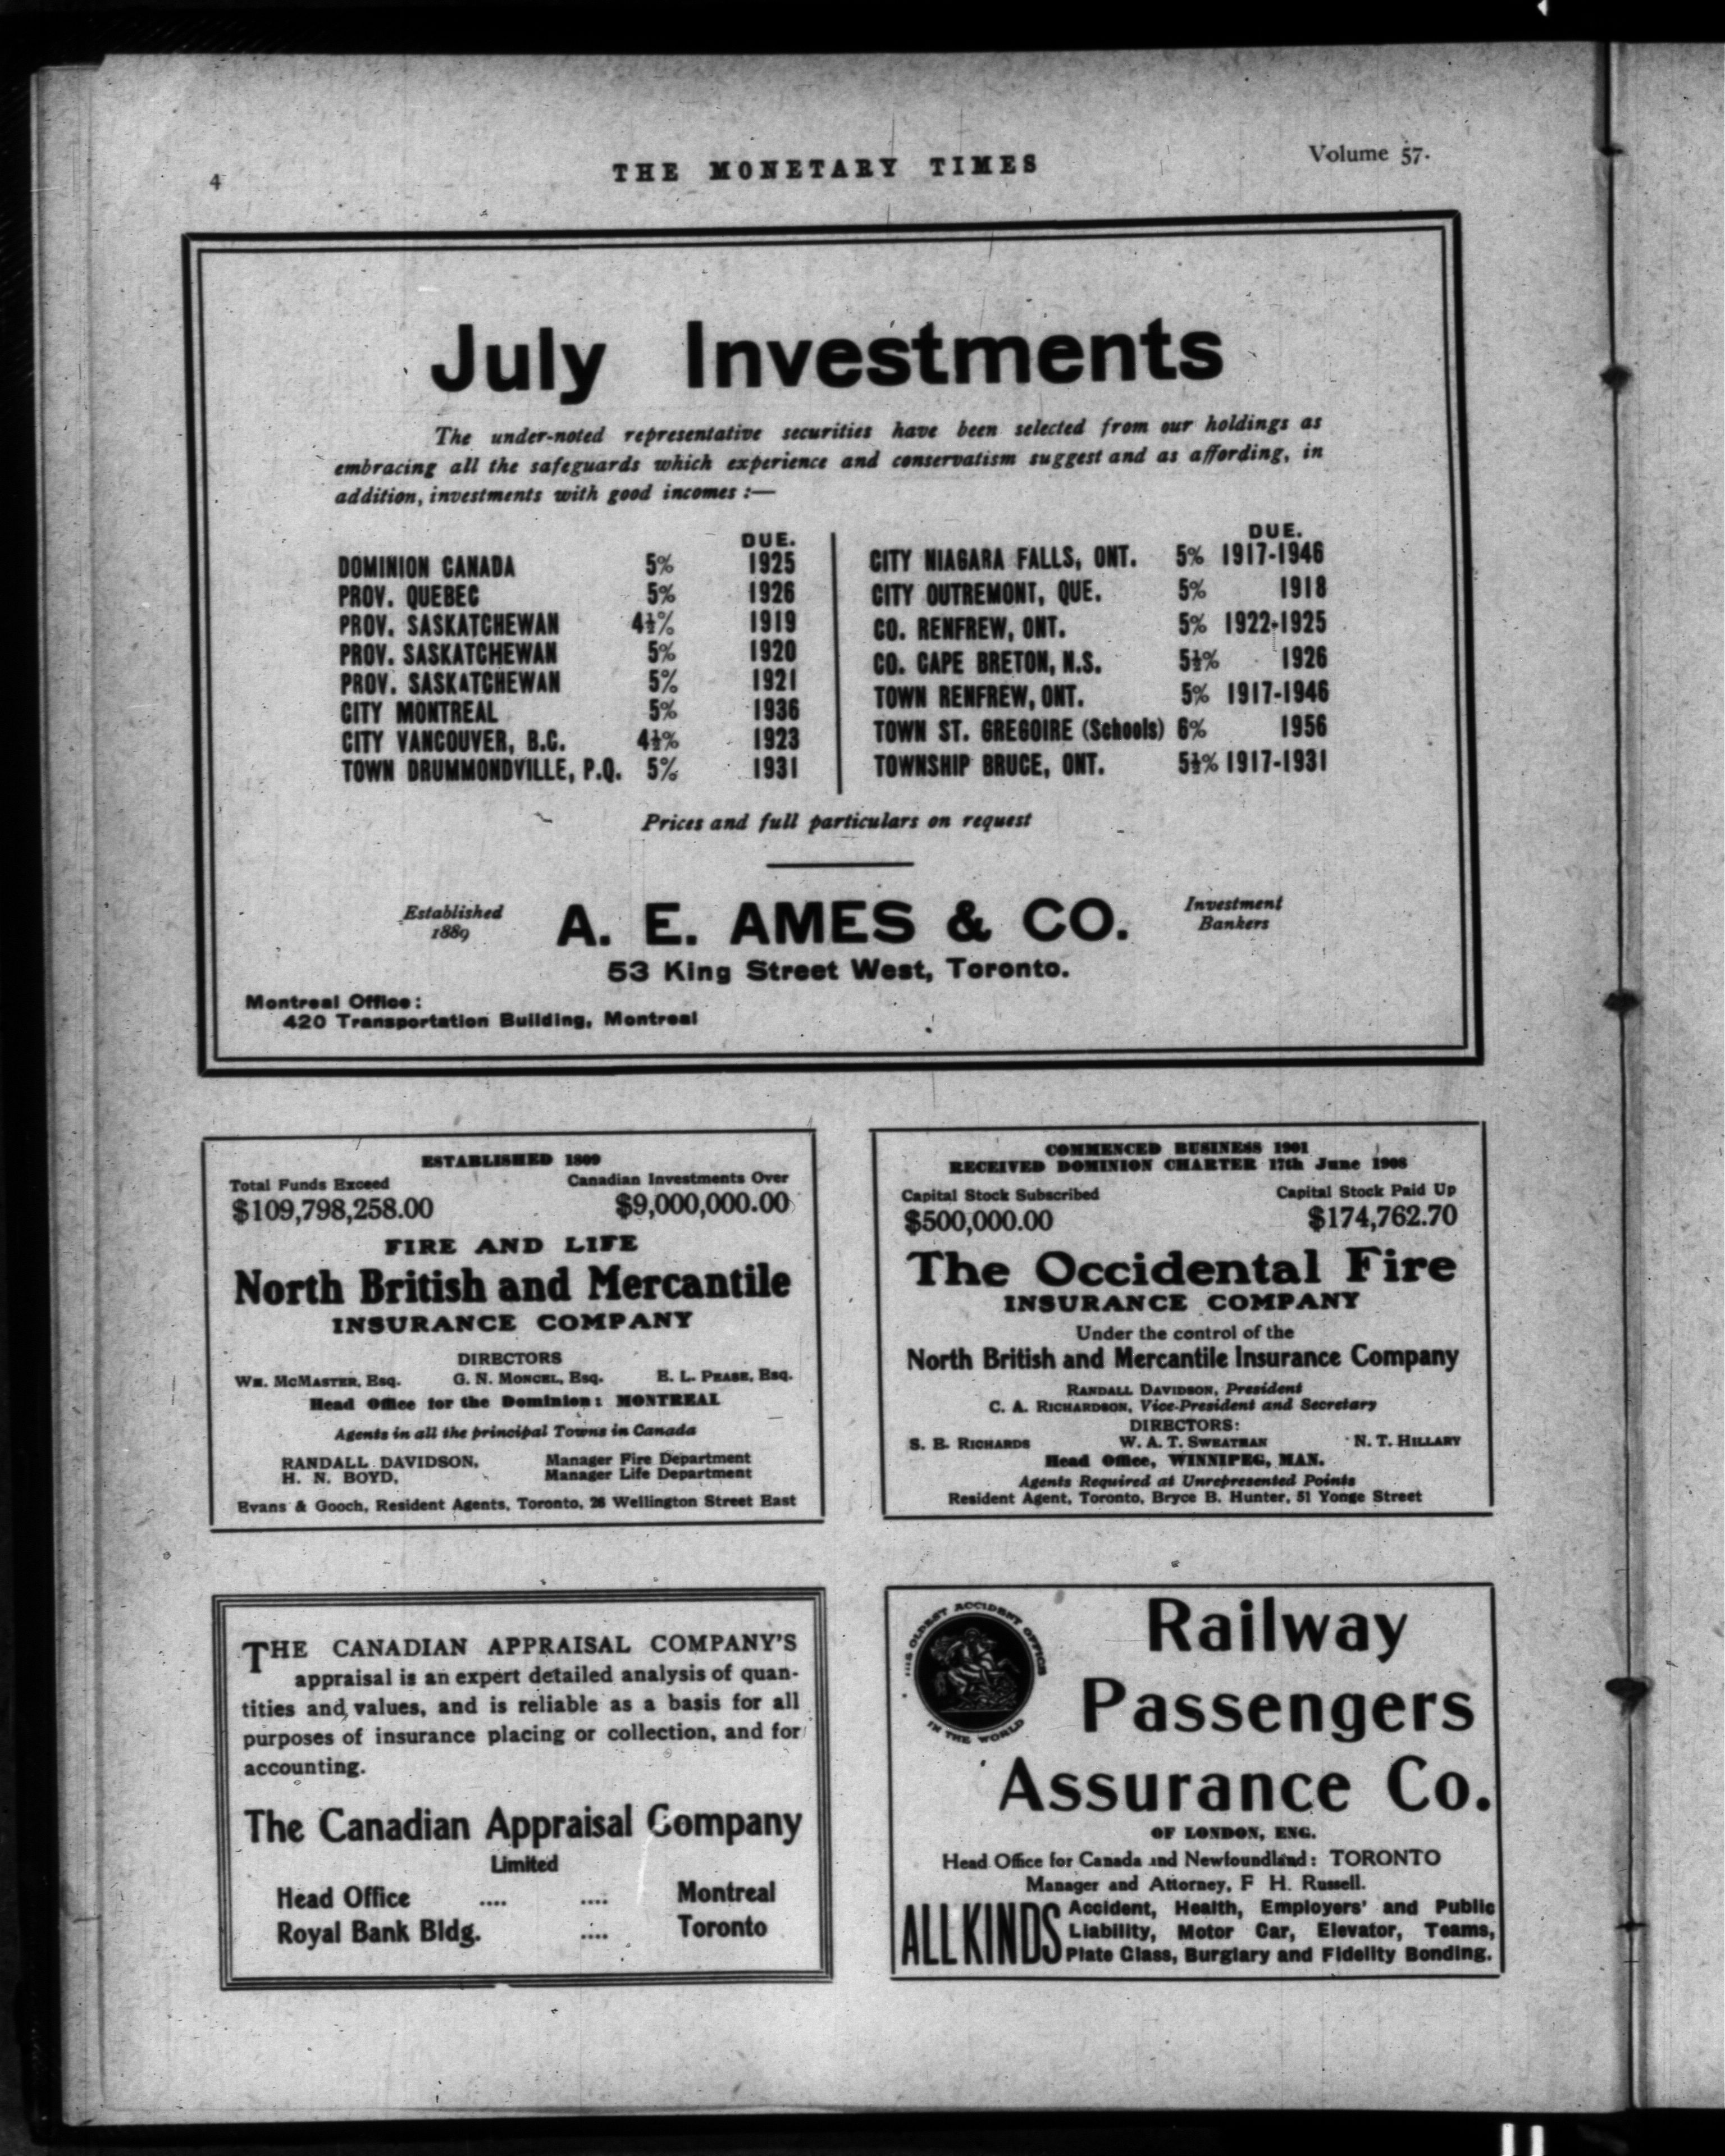 4
THE MONETARY TIMES
Volume 57.
July Investments
The under-noted representative securities have been selected from our holdings as
embracing all the safeguards which experience and conservatism suggest and as affording, in
addition, investments with good incomes :—
DUE.
DOMINION CANADA 5% 1925
PROV. QUEBEC 5% 1926
PROV. SASKATCHEWAN 4½% 1919
PROV. SASKATCHEWAN 5% 1920
PROV. SASKATCHEWAN 5% 1921
CITY MONTREAL 5% 1936
CITY VANCOUVER, B.C. 4½% 1923
TOWN DRUMMONDVILLE, P.Q. 5% 1931
DUE.
CITY NIAGARA FALLS, ONT. 5% 1917-1946
CITY OUTREMONT, QUE. 5% 1918
CO. RENFREW, ONT. 5% 1922-1925
CO. CAPE BRETON, N.S. 5½% 1926
TOWN RENFREW, ONT. 5% 1917-1946
TOWN ST. GREGOIRE (Schools) 6% 1956
TOWNSHIP BRUCE, ONT. 5½% 1917-1931
Prices and full particulars on request
Established
1889
A. E. AMES & CO.
Investment
Bankers
53 King Street West, Toronto.
Montreal Office:
420 Transportation Building, Montreal
ESTABLISHED 1809
Total Funds Exceed Canadian Investments Over
$109,798,258.00 $9,000,000.00
FIRE AND LIFE
North British and Mercantile
INSURANCE COMPANY
DIRECTORS
WM. MCMASTER, Esq. G. N. MONCEL, Esq. E. L. PEASE, Esq.
Head Office for the Dominion: MONTREAL
Agents in all the principal Towns in Canada
RANDALL DAVIDSON, Manager Fire Department
H. N. BOYD, Manager Life Department
Evans & Gooch, Resident Agents, Toronto, 26 Wellington Street East
COMMENCED BUSINESS 1901
RECEIVED DOMINION CHARTER 17th June 1908
Capital Stock Subscribed Capital Stock Paid Up
$500,000.00 $174,762.70
The Occidental Fire
INSURANCE COMPANY
Under the control of the
North British and Mercantile Insurance Company
RANDALL DAVIDSON, President
C. A. RICHARDSON, Vice-President and Secretary
DIRECTORS:
S. E. RICHARDS W. A. T. SWEATMAN N. T. HILLARY
Head Office, WINNIPEG, MAN.
Agents Required at Unrepresented Points
Resident Agent, Toronto, Bryce B. Hunter, 51 Yonge Street
THE CANADIAN APPRAISAL COMPANY'S
appraisal is an expert detailed analysis of quan-
tities and values, and is reliable as a basis for all
purposes of insurance placing or collection, and for
accounting.
The Canadian Appraisal Company
Limited
Head Office .... .... Montreal
Royal Bank Bldg. .... Toronto
OLDEST ACCIDENT OFFICE
IN THE WORLD
Railway
Passengers
Assurance Co.
OF LONDON, ENG.
Head Office for Canada and Newfoundland: TORONTO
Manager and Attorney, F H. Russell.
ALL KINDS
Accident, Health, Employers' and Public
Liability, Motor Car, Elevator, Teams,
Plate Glass, Burglary and Fidelity Bonding.